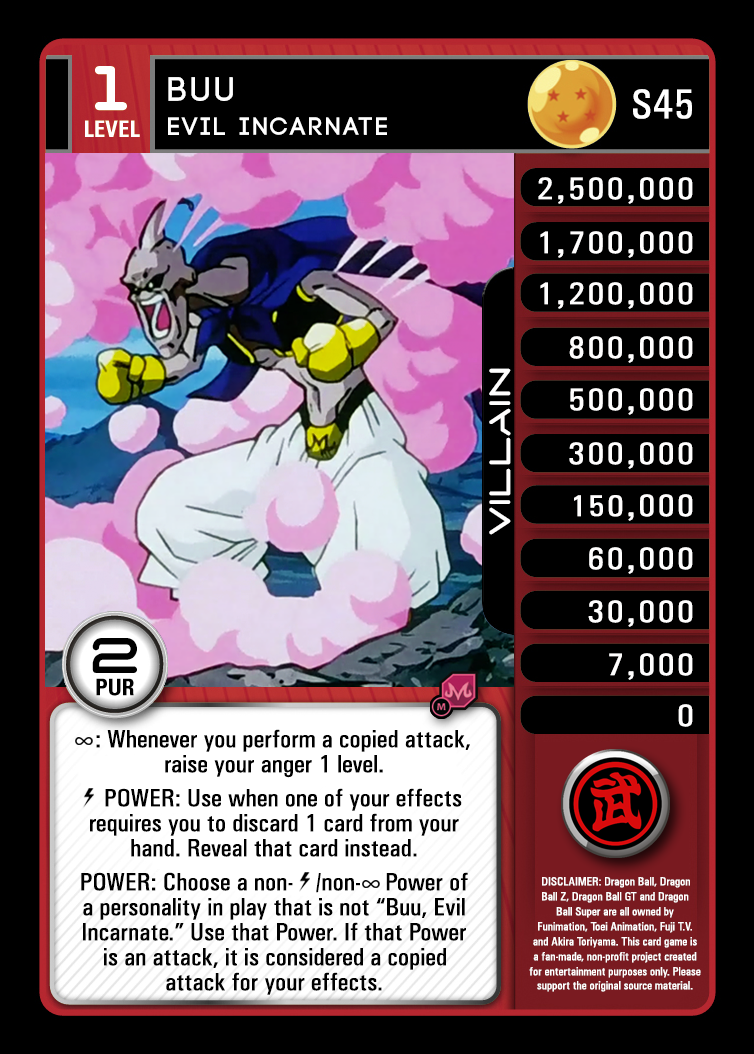 1
LEVEL
BUU
EVIL INCARNATE
S45
2,500,000
1,700,000
1,200,000
800,000
500,000
300,000
150,000
60,000
30,000
7,000
0
VILLAIN
M
2
PUR
M
M
∞: Whenever you perform a copied attack,
raise your anger 1 level.
POWER: Use when one of your effects
requires you to discard 1 card from your
hand. Reveal that card instead.
POWER: Choose a non-⚡/non-∞ Power of
a personality in play that is not “Buu, Evil
Incarnate.” Use that Power. If that Power
is an attack, it is considered a copied
attack for your effects.
武
DISCLAIMER: Dragon Ball, Dragon
Ball Z, Dragon Ball GT and Dragon
Ball Super are all owned by
Funimation, Toei Animation, Fuji T.V.
and Akira Toriyama. This card game is
a fan-made, non-profit project created
for entertainment purposes only. Please
support the original source material.